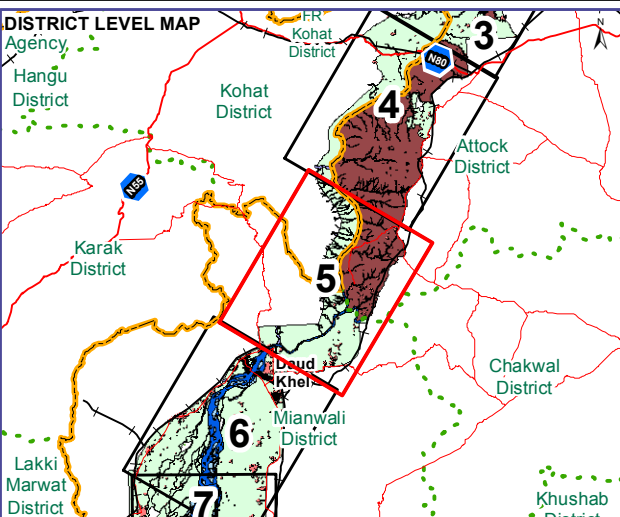 DISTRICT LEVEL MAP
FR
Kohat
District
3
N
Agency
Hangu
District
N80
Kohat
District
4
Attock
District
N55
Karak
District
5
Chakwal
District
Daud
Khel
Mianwali
District
6
Lakki
Marwat
District
7
Khushab
District